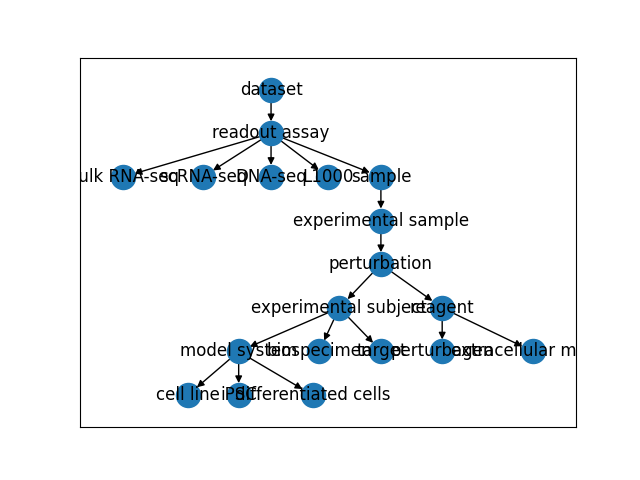 dataset
readout assay
ulk RNA-seq scRNA-seq DNA-seq L1000 sample
experimental sample
perturbation
experimental subject reagent
model system biospecimen target perturbagen extracellular m
cell line iPSC differentiated cells